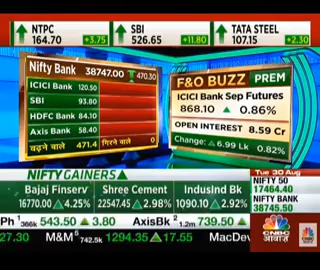 NTPC
164.70 +3.75
SBI
526.65 +11.80
TATA STEEL
107.15 +2.30
Nifty Bank 38747.00 470.30
ICICI Bank 120.50
SBI 93.80
HDFC Bank 84.10
Axis Bank 58.40
बढ़ने वाले 471.4 गिरने वाले 0
F&O BUZZ PREM
ICICI Bank Sep Futures
868.10 0.86%
OPEN INTEREST 8.59 Cr
Change: 6.99 Lk 0.82%
NIFTY GAINERS
Bajaj Finserv
16770.00 4.25%
Shree Cement
22547.45 2.98%
IndusInd Bk
1090.10 2.92%
Tue 30 Aug
NIFTY 50
17464.40
NIFTY BANK
38745.50
Ph 366k 543.50 3.80 AxisBk 1.2m 739.50
27.30 M&M 742.5k 1294.35 17.55 MacDow
CNBC
आवाज़